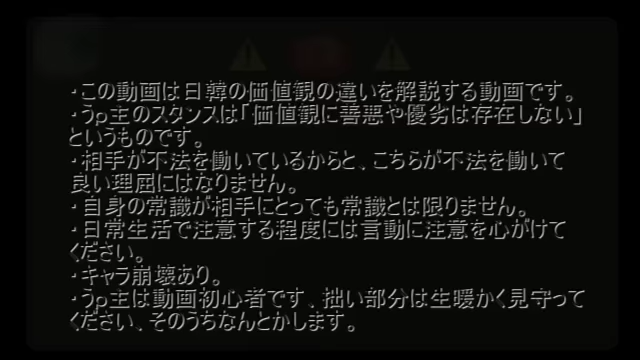 ・この動画は日韓の価値観の違いを解説する動画です。
・うp主のスタンスは「価値観に善悪や優劣は存在しない」
というものです。
・相手が不法を働いているからと、こちらが不法を働いて
良い理屈にはなりません。
・自身の常識が相手にとっても常識とは限りません。
・日常生活で注意する程度には言動に注意を心がけて
ください。
・キャラ崩壊あり。
・うp主は動画初心者です、拙い部分は生暖かく見守って
ください、そのうちなんとかします。